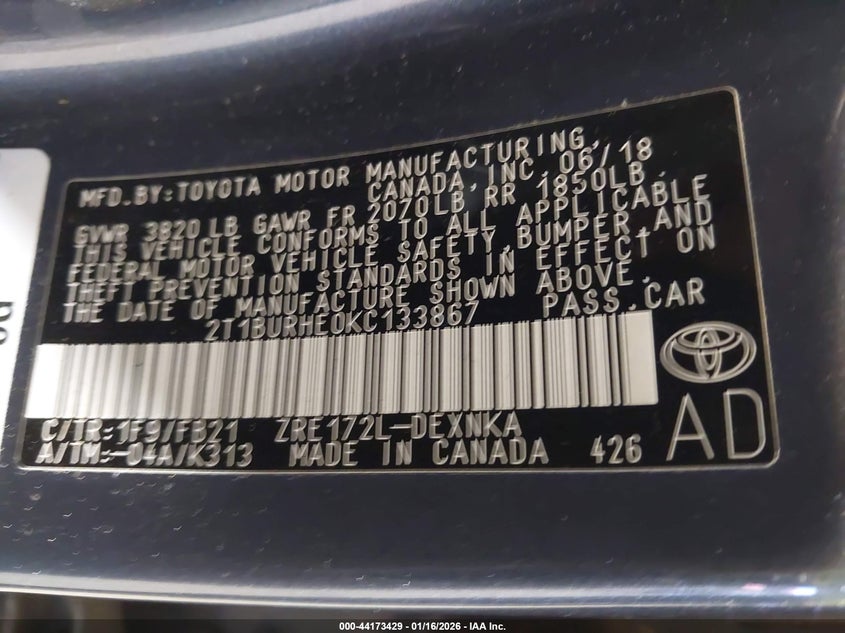 MFD.BY:TOYOTA MOTOR MANUFACTURING,
CANADA,INC. 06/18
GVWR 3820 LB GAWR FR 2070LB. RR 1850LB.
THIS VEHICLE CONFORMS TO ALL APPLICABLE
FEDERAL MOTOR VEHICLE SAFETY,BUMPER,AND
THEFT PREVENTION STANDARDS IN EFFECT ON
THE DATE OF MANUFACTURE SHOWN ABOVE.
2T1BURHE0KC133867 PASS.CAR
C/TR:1F9/FB21 ZRE172L-DEXNKA
A/TM:-04A/K313 MADE IN CANADA 426
AD
000-44173429 - 01/16/2026 - IAA Inc.